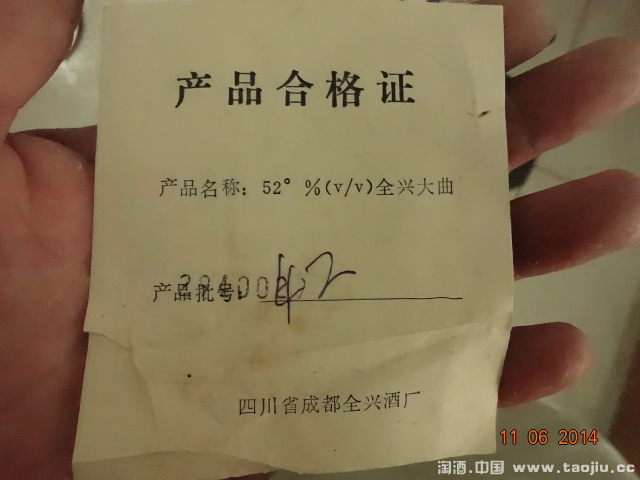 产品合格证
产品名称：52° %(v/v)全兴大曲
产品批号：
四川省成都全兴酒厂
11 06 2014
淘酒.中国 www.taojiu.cc